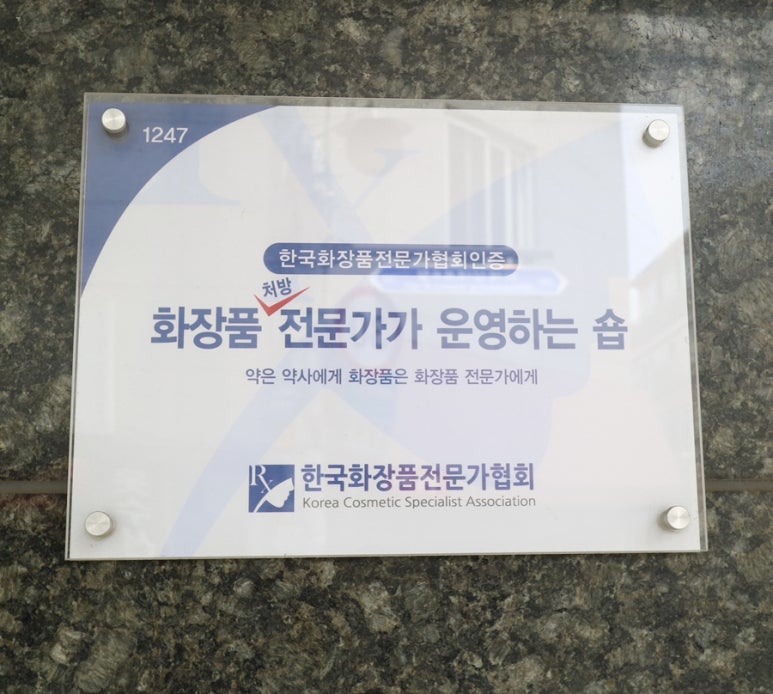 1247
한국화장품전문가협회인증
처방
화장품 전문가가 운영하는 숍
약은 약사에게 화장품은 화장품 전문가에게
Rx 한국화장품전문가협회
Korea Cosmetic Specialist Association